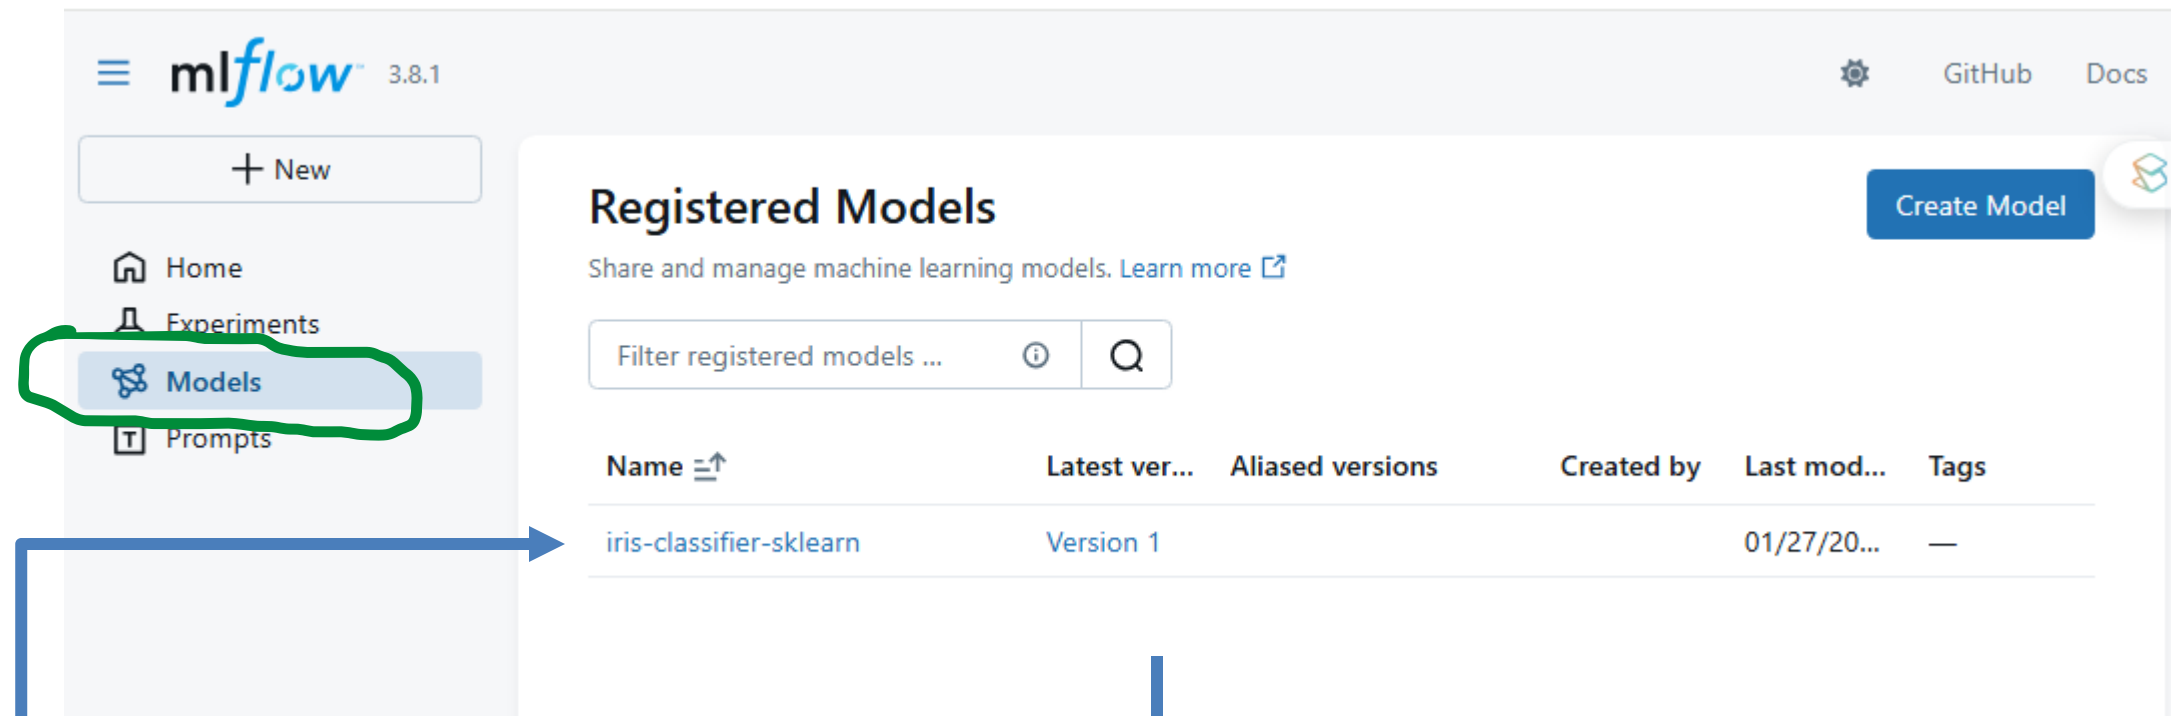 mlflow 3.8.1
GitHub Docs
New
Home
Experiments
Models
Prompts
Registered Models
Create Model
Share and manage machine learning models. Learn more
Filter registered models ...
Name Latest ver... Aliased versions Created by Last mod... Tags
iris-classifier-sklearn Version 1 01/27/20... —